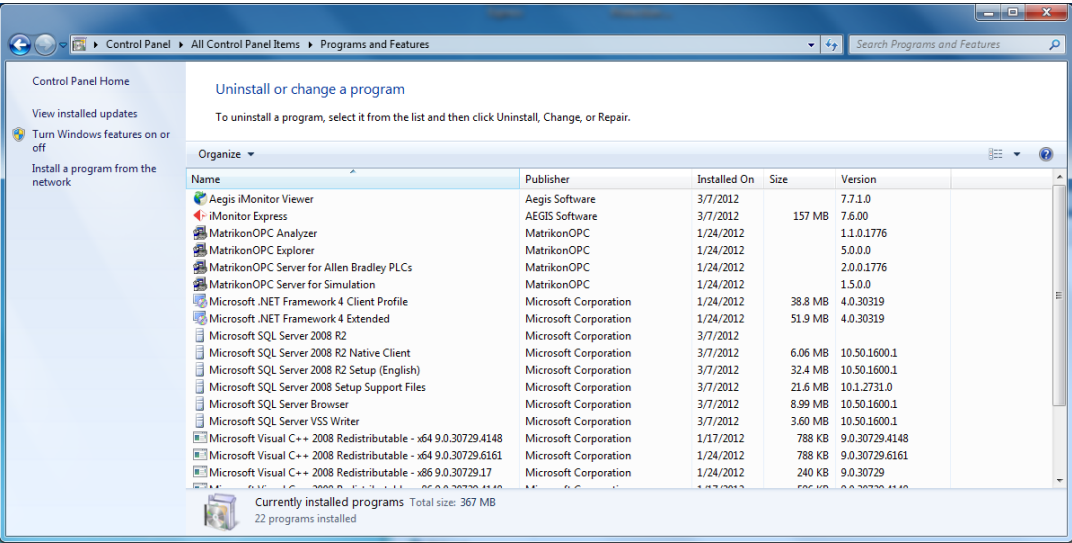 Control Panel ▸ All Control Panel Items ▸ Programs and Features
Search Programs and Features
Control Panel Home
View installed updates
Turn Windows features on or
off
Install a program from the
network
Uninstall or change a program
To uninstall a program, select it from the list and then click Uninstall, Change, or Repair.
Organize
Name Publisher Installed On Size Version
Aegis iMonitor Viewer Aegis Software 3/7/2012 7.7.1.0
iMonitor Express AEGIS Software 3/7/2012 157 MB 7.6.00
MatrikonOPC Analyzer MatrikonOPC 1/24/2012 1.1.0.1776
MatrikonOPC Explorer MatrikonOPC 1/24/2012 5.0.0.0
MatrikonOPC Server for Allen Bradley PLCs MatrikonOPC 1/24/2012 2.0.0.1776
MatrikonOPC Server for Simulation MatrikonOPC 1/24/2012 1.5.0.0
Microsoft .NET Framework 4 Client Profile Microsoft Corporation 1/24/2012 38.8 MB 4.0.30319
Microsoft .NET Framework 4 Extended Microsoft Corporation 1/24/2012 51.9 MB 4.0.30319
Microsoft SQL Server 2008 R2 Microsoft Corporation 3/7/2012
Microsoft SQL Server 2008 R2 Native Client Microsoft Corporation 3/7/2012 6.06 MB 10.50.1600.1
Microsoft SQL Server 2008 R2 Setup (English) Microsoft Corporation 3/7/2012 32.4 MB 10.50.1600.1
Microsoft SQL Server 2008 Setup Support Files Microsoft Corporation 3/7/2012 21.6 MB 10.1.2731.0
Microsoft SQL Server Browser Microsoft Corporation 3/7/2012 8.99 MB 10.50.1600.1
Microsoft SQL Server VSS Writer Microsoft Corporation 3/7/2012 3.60 MB 10.50.1600.1
Microsoft Visual C++ 2008 Redistributable - x64 9.0.30729.4148 Microsoft Corporation 1/17/2012 788 KB 9.0.30729.4148
Microsoft Visual C++ 2008 Redistributable - x64 9.0.30729.6161 Microsoft Corporation 1/24/2012 788 KB 9.0.30729.6161
Microsoft Visual C++ 2008 Redistributable - x86 9.0.30729.17 Microsoft Corporation 1/24/2012 240 KB 9.0.30729
Currently installed programs Total size: 367 MB
22 programs installed